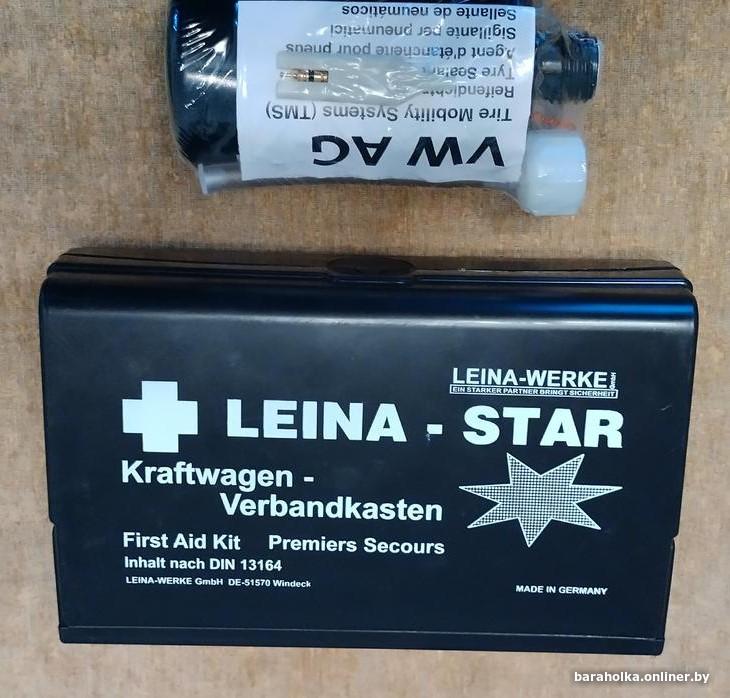 VW AG
Tire Mobility Systems (TMS)
Tyre
Agent d'étanchéité pour pneus
Sigillante per pneumatici
Sellante de neumáticos
LEINA-WERKE GmbH
EIN STARKER PARTNER BRINGT SICHERHEIT
LEINA - STAR
Kraftwagen -
Verbandkasten
First Aid Kit Premiers Secours
Inhalt nach DIN 13164
LEINA-WERKE GmbH DE-51570 Windeck
MADE IN GERMANY
baraholka.onliner.by